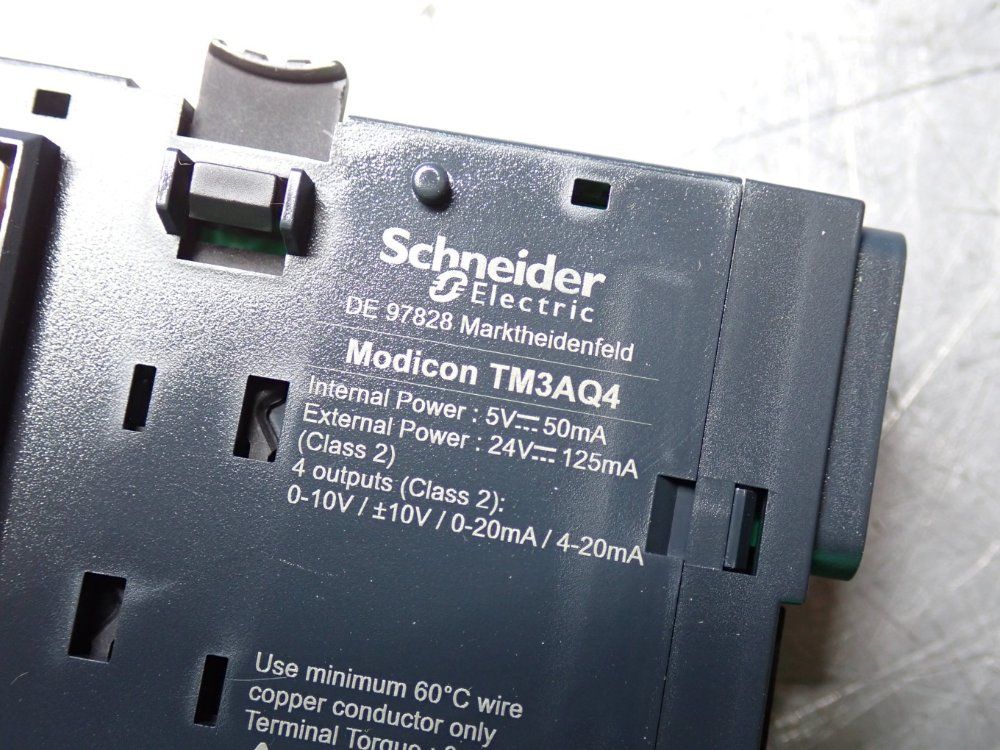 Schneider
Electric
DE 97828 Marktheidenfeld
Modicon TM3AQ4
Internal Power : 5V⎓ 50mA
External Power : 24V⎓ 125mA
(Class 2)
4 outputs (Class 2):
0-10V / ±10V / 0-20mA / 4-20mA
Use minimum 60°C wire
copper conductor only
Terminal Torque :